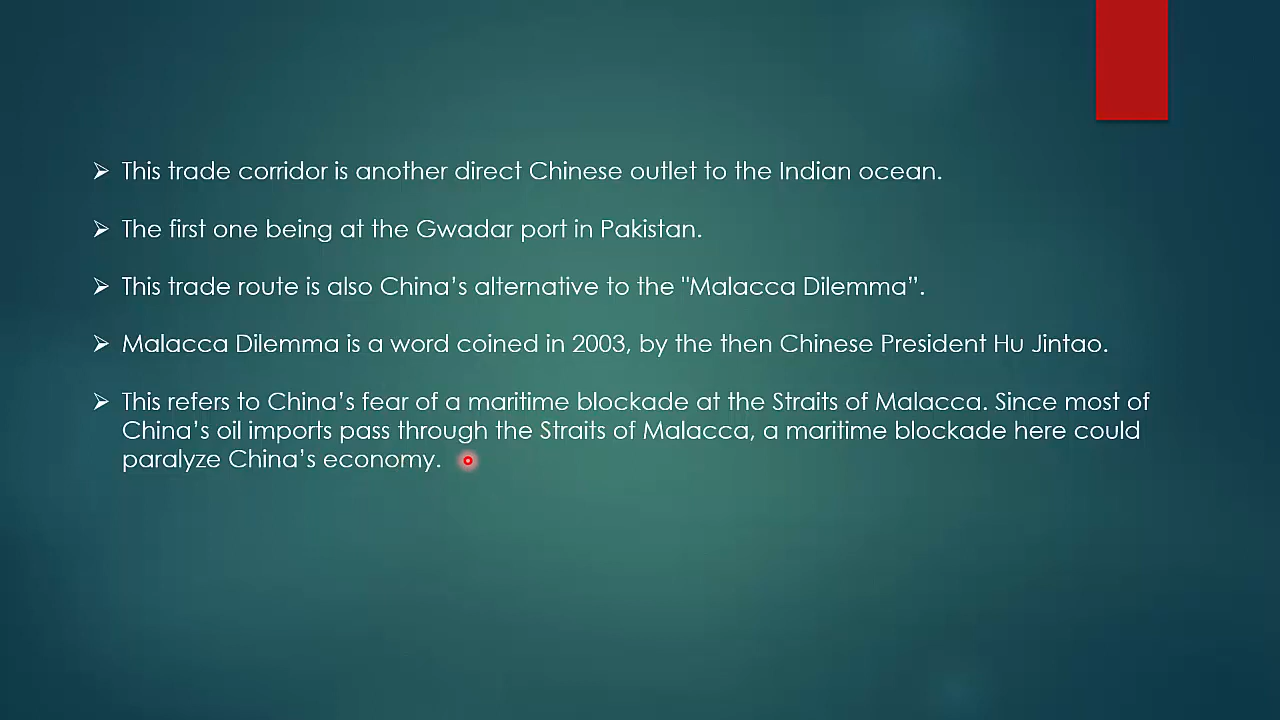 ➢ This trade corridor is another direct Chinese outlet to the Indian ocean.
➢ The first one being at the Gwadar port in Pakistan.
➢ This trade route is also China’s alternative to the "Malacca Dilemma”.
➢ Malacca Dilemma is a word coined in 2003, by the then Chinese President Hu Jintao.
➢ This refers to China’s fear of a maritime blockade at the Straits of Malacca. Since most of
China’s oil imports pass through the Straits of Malacca, a maritime blockade here could
paralyze China’s economy.